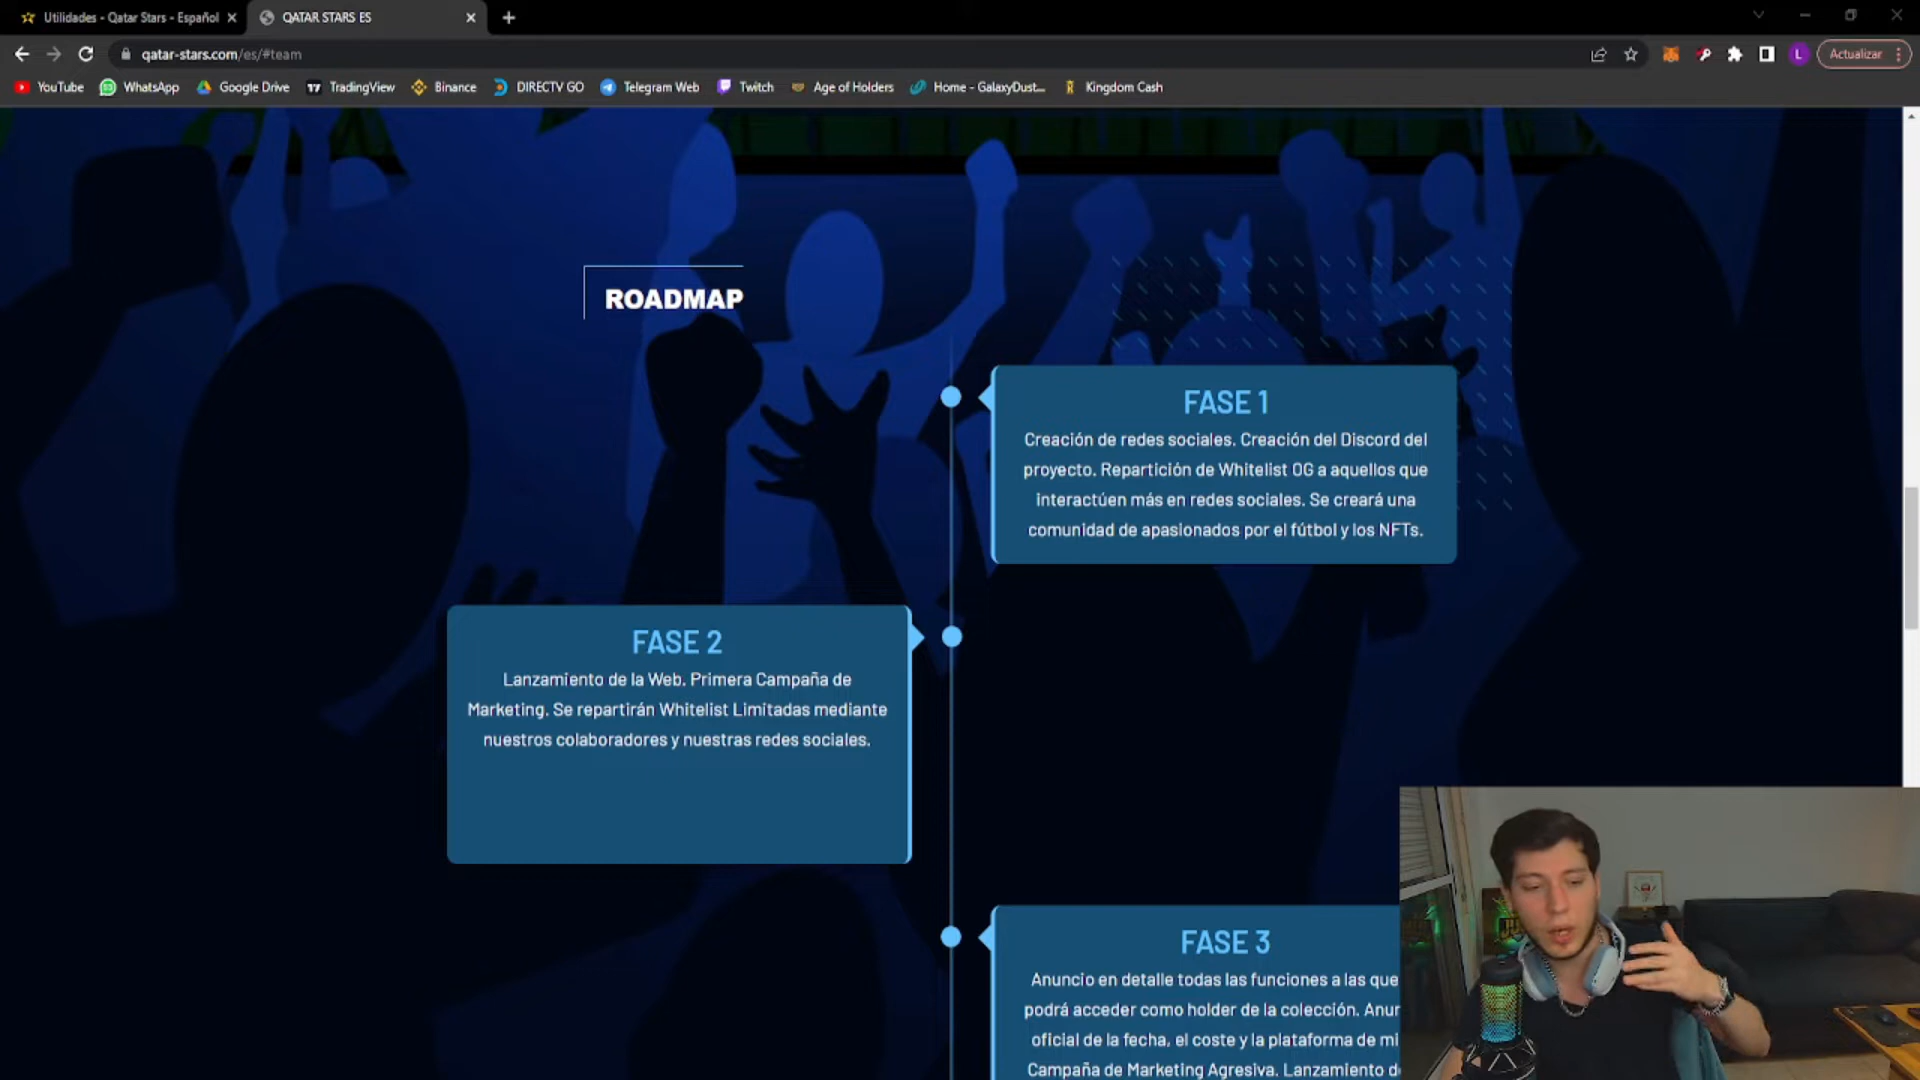 Utilidades - Qatar Stars - Español
QATAR STARS ES
qatar-stars.com/es/#team
Actualizar
YouTube
WhatsApp
Google Drive
TradingView
Binance
DIRECTV GO
Telegram Web
Twitch
Age of Holders
Home - GalaxyDust...
Kingdom Cash
ROADMAP
FASE 1
Creación de redes sociales. Creación del Discord del
proyecto. Repartición de Whitelist OG a aquellos que
interactúen más en redes sociales. Se creará una
comunidad de apasionados por el fútbol y los NFTs.
FASE 2
Lanzamiento de la Web. Primera Campaña de
Marketing. Se repartirán Whitelist Limitadas mediante
nuestros colaboradores y nuestras redes sociales.
FASE 3
Anuncio en detalle todas las funciones a las que
podrá acceder como holder de la colección.
oficial de la fecha, el coste y la plataforma de
Campaña de Marketing Agresiva. Lanzamiento